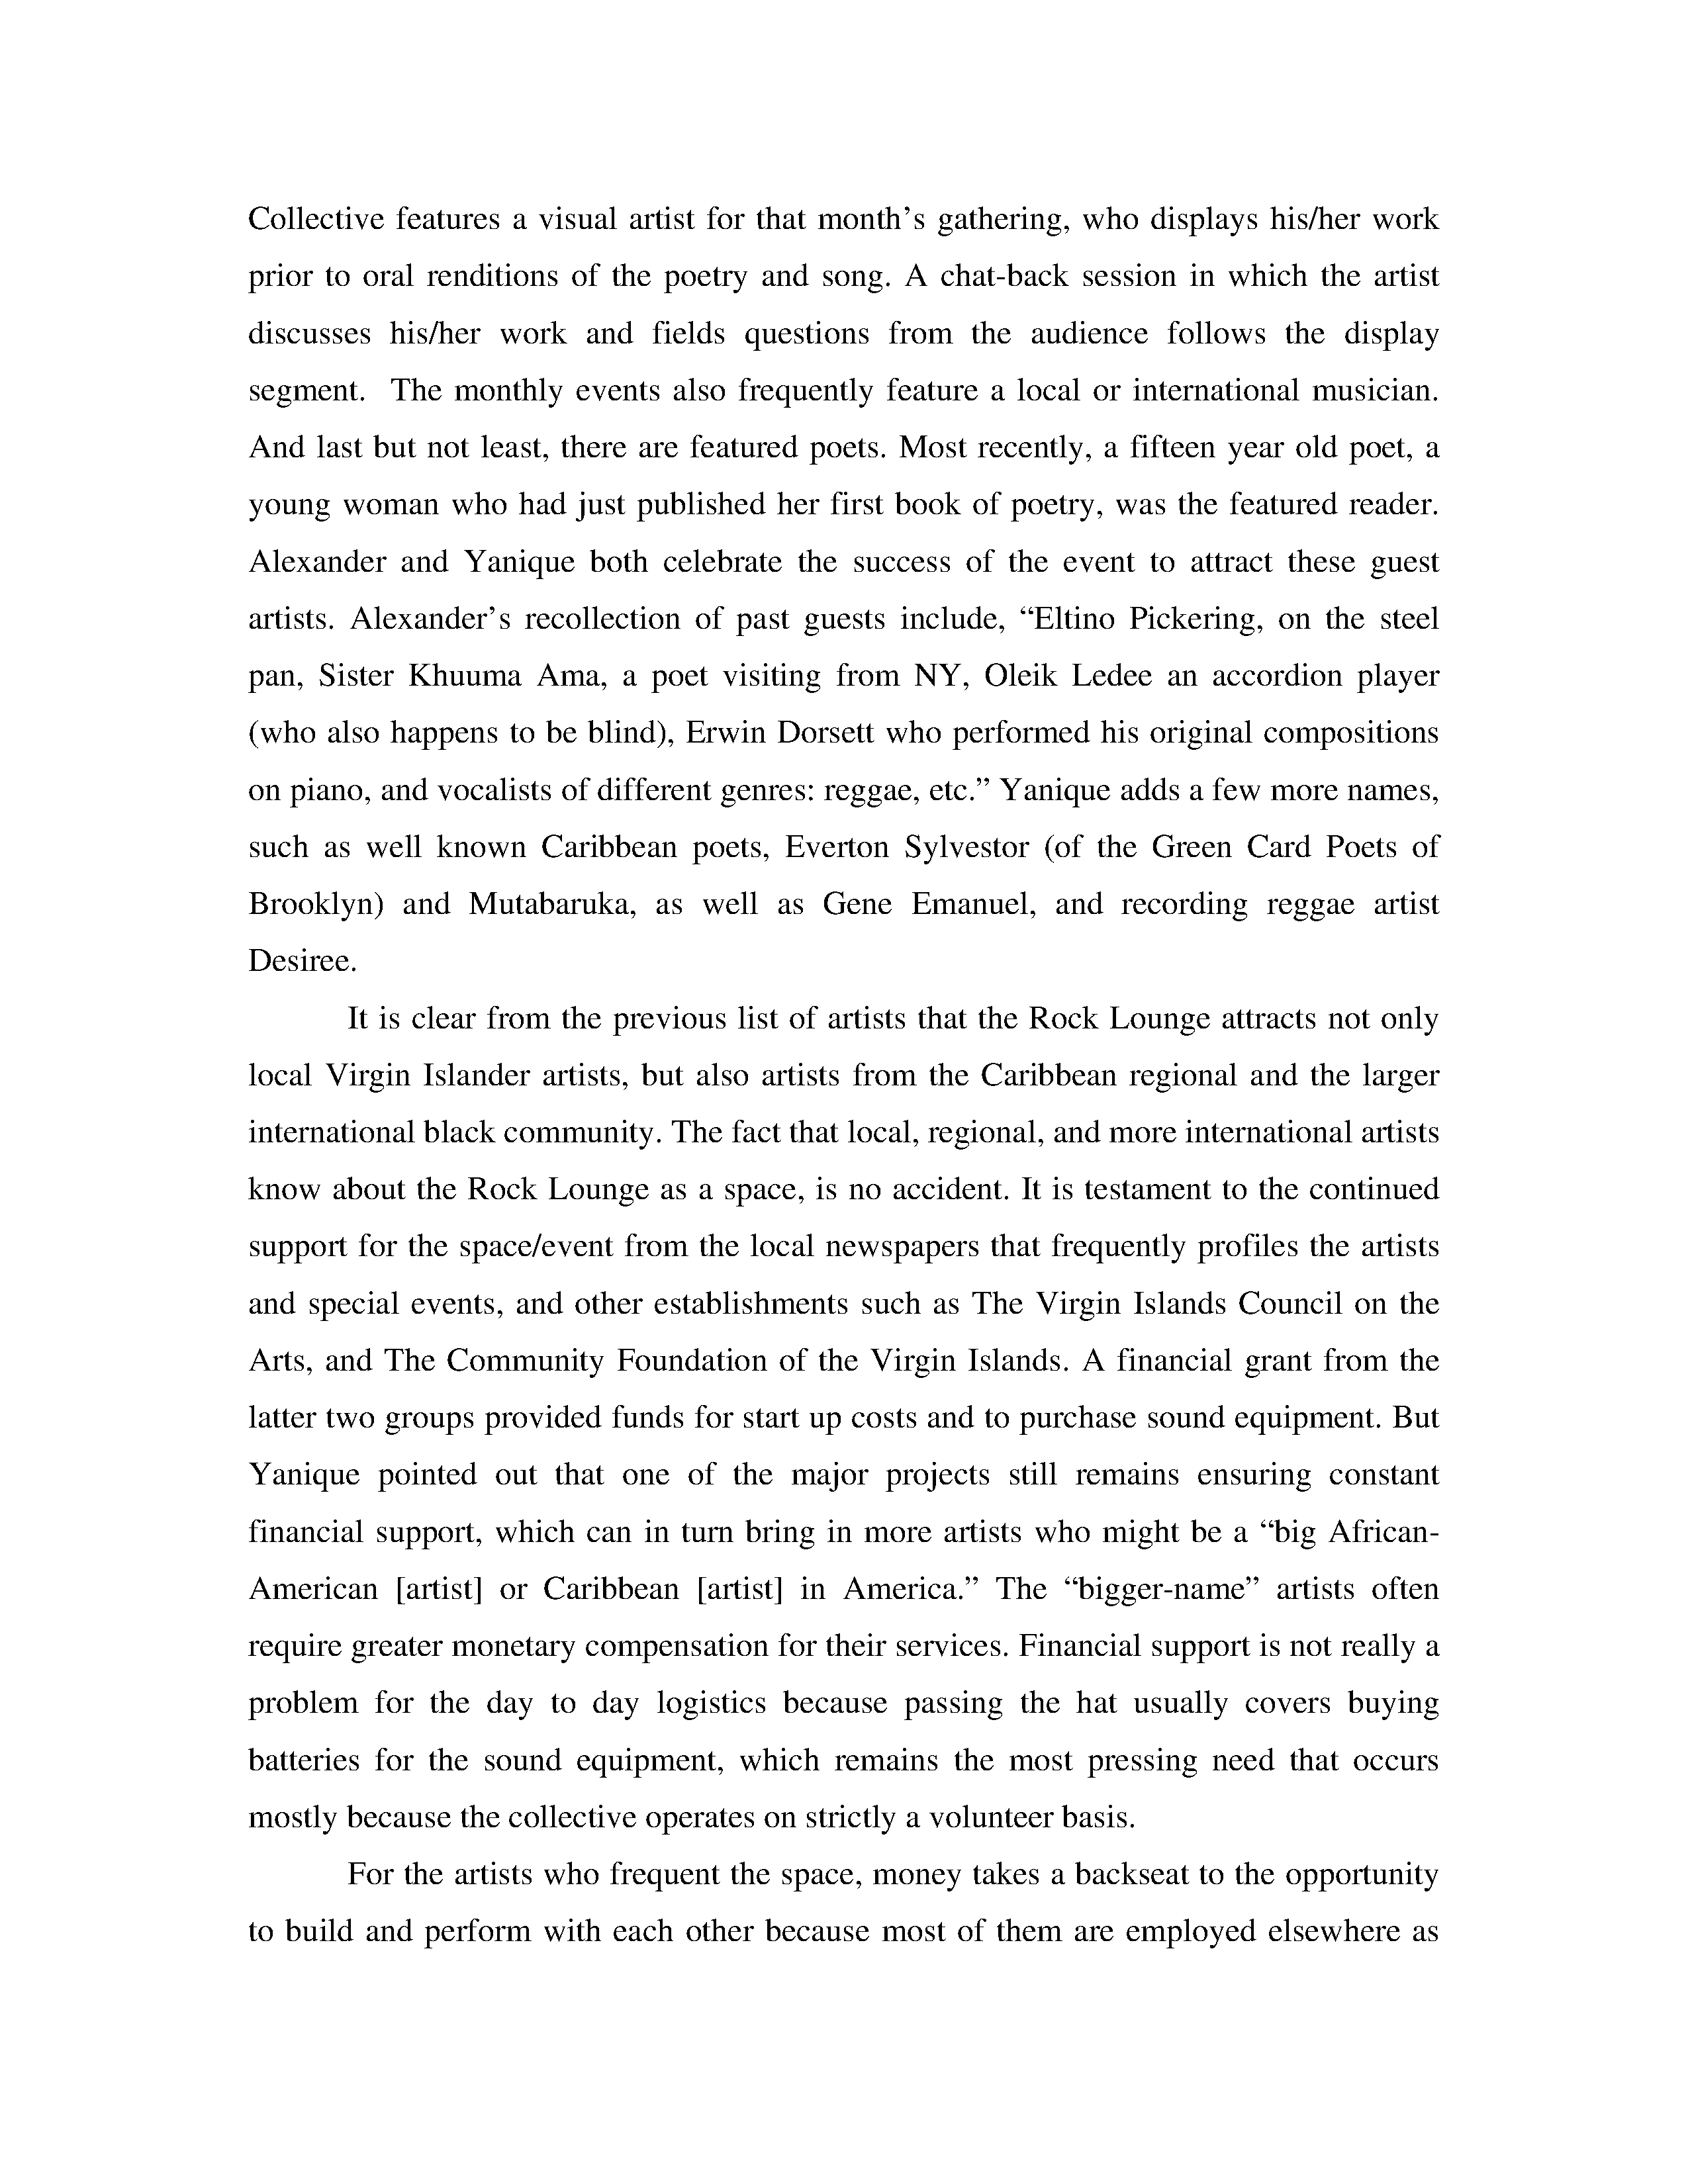 Collective features a visual artist for that month’s gathering, who displays his/her work
prior to oral renditions of the poetry and song. A chat-back session in which the artist
discusses his/her work and fields questions from the audience follows the display
segment.  The monthly events also frequently feature a local or international musician.
And last but not least, there are featured poets. Most recently, a fifteen year old poet, a
young woman who had just published her first book of poetry, was the featured reader.
Alexander and Yanique both celebrate the success of the event to attract these guest
artists. Alexander’s recollection of past guests include, “Eltino Pickering, on the steel
pan, Sister Khuuma Ama, a poet visiting from NY, Oleik Ledee an accordion player
(who also happens to be blind), Erwin Dorsett who performed his original compositions
on piano, and vocalists of different genres: reggae, etc.” Yanique adds a few more names,
such as well known Caribbean poets, Everton Sylvestor (of the Green Card Poets of
Brooklyn) and Mutabaruka, as well as Gene Emanuel, and recording reggae artist
Desiree.
It is clear from the previous list of artists that the Rock Lounge attracts not only
local Virgin Islander artists, but also artists from the Caribbean regional and the larger
international black community. The fact that local, regional, and more international artists
know about the Rock Lounge as a space, is no accident. It is testament to the continued
support for the space/event from the local newspapers that frequently profiles the artists
and special events, and other establishments such as The Virgin Islands Council on the
Arts, and The Community Foundation of the Virgin Islands. A financial grant from the
latter two groups provided funds for start up costs and to purchase sound equipment. But
Yanique pointed out that one of the major projects still remains ensuring constant
financial support, which can in turn bring in more artists who might be a “big African-
American [artist] or Caribbean [artist] in America.” The “bigger-name” artists often
require greater monetary compensation for their services. Financial support is not really a
problem for the day to day logistics because passing the hat usually covers buying
batteries for the sound equipment, which remains the most pressing need that occurs
mostly because the collective operates on strictly a volunteer basis.
For the artists who frequent the space, money takes a backseat to the opportunity
to build and perform with each other because most of them are employed elsewhere as